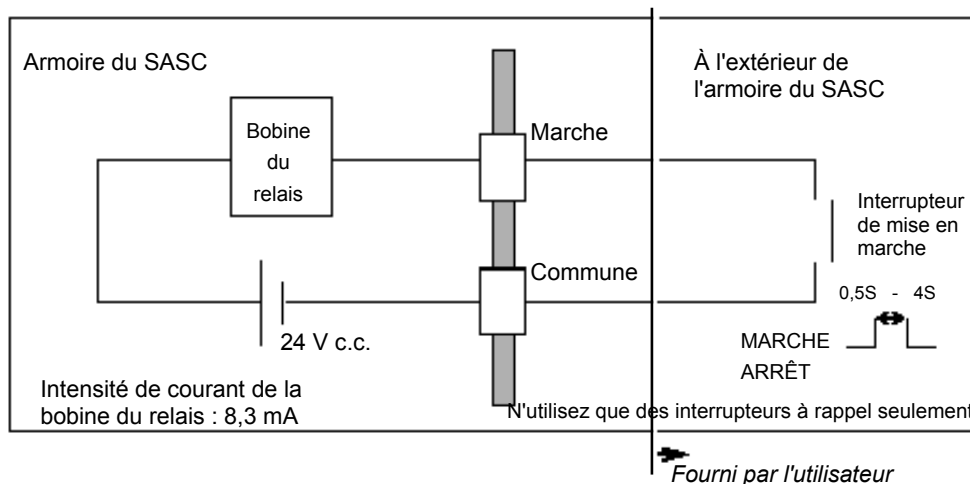 Armoire du SASC
À l'extérieur de
l'armoire du SASC
Bobine
du
relais
Marche
Interrupteur
de mise en
marche
Commune
0,5S - 4S
24 V c.c.
MARCHE
ARRÊT
Intensité de courant de la
bobine du relais : 8,3 mA
N'utilisez que des interrupteurs à rappel seulement
Fourni par l'utilisateur